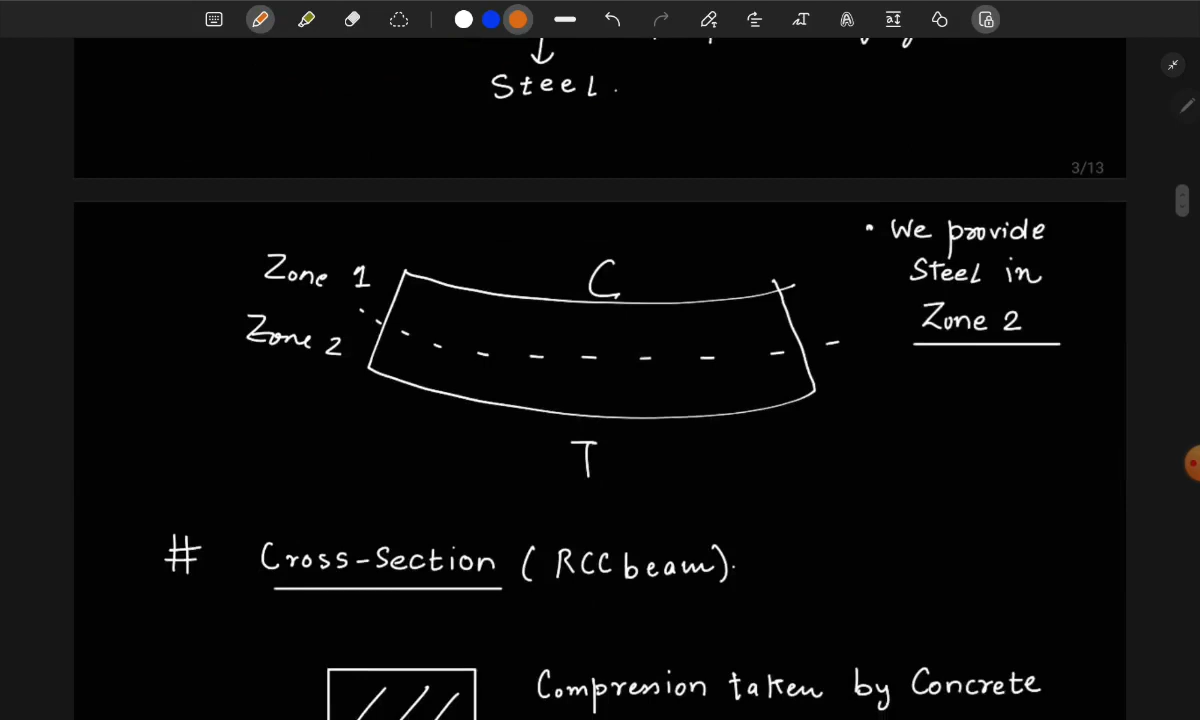 Steel.
3/13
Zone 1
C
• We provide
Steel in
Zone 2
Zone 2
T
# Cross-Section (RCC beam).
Compression taken by Concrete